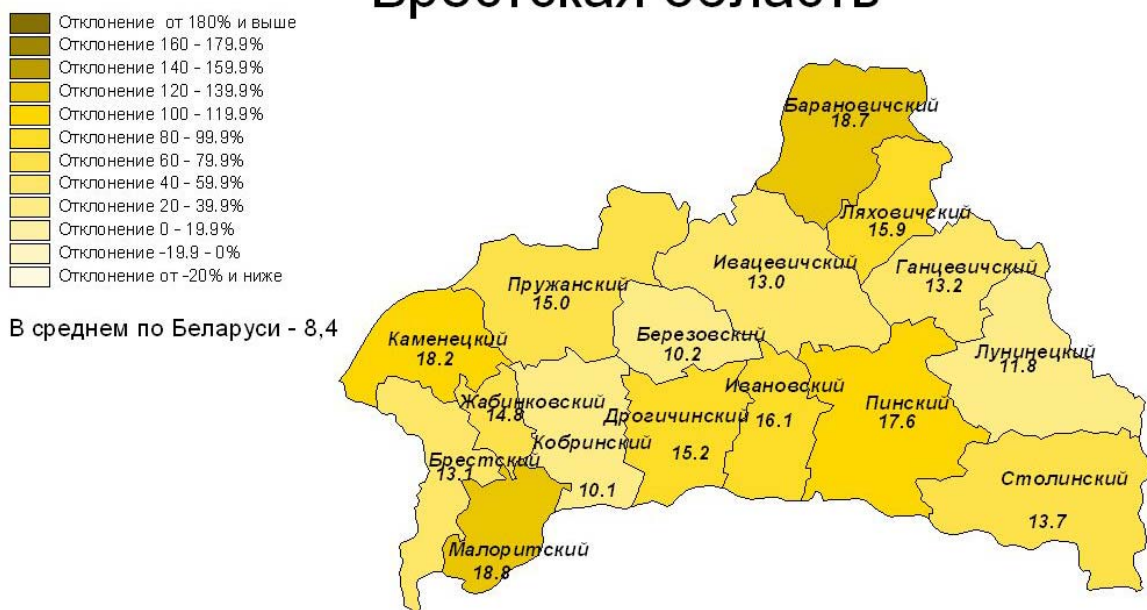 Брестская область
Отклонение от 180% и выше
Отклонение 160 - 179.9%
Отклонение 140 - 159.9%
Отклонение 120 - 139.9%
Отклонение 100 - 119.9%
Отклонение 80 - 99.9%
Отклонение 60 - 79.9%
Отклонение 40 - 59.9%
Отклонение 20 - 39.9%
Отклонение 0 - 19.9%
Отклонение -19.9 - 0%
Отклонение от -20% и ниже
В среднем по Беларуси - 8,4
Барановичский
18.7
Ляховичский
15.9
Ивацевичский
13.0
Ганцевичский
13.2
Пружанский
15.0
Каменецкий
18.2
Березовский
10.2
Лунинецкий
11.8
Жабинковский
14.8
Ивановский
16.1
Пинский
17.6
Дрогичинский
15.2
Кобринский
10.1
Брестский
13.1
Столинский
13.7
Малоритский
18.8